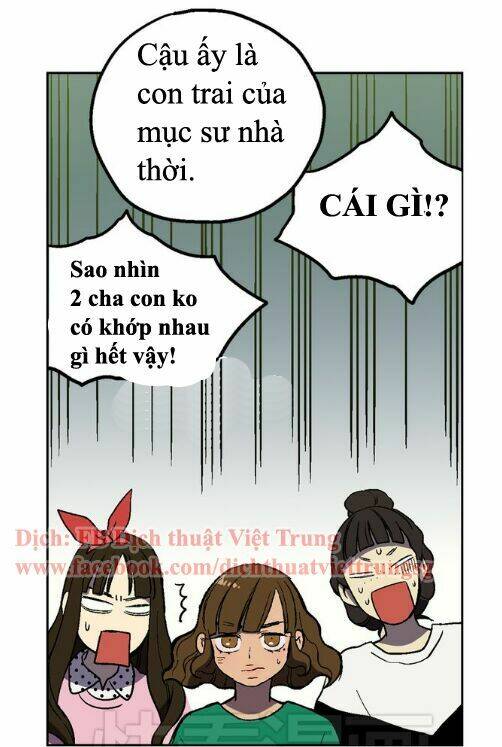 Cậu ấy là
con trai của
mục sư nhà
thời.
CÁI GÌ!?
Sao nhìn
2 cha con ko
có khớp nhau
gì hết vậy!
Dịch: FB Dịch thuật Việt Trung
www.facebook.com/dichthuatviettrungsg